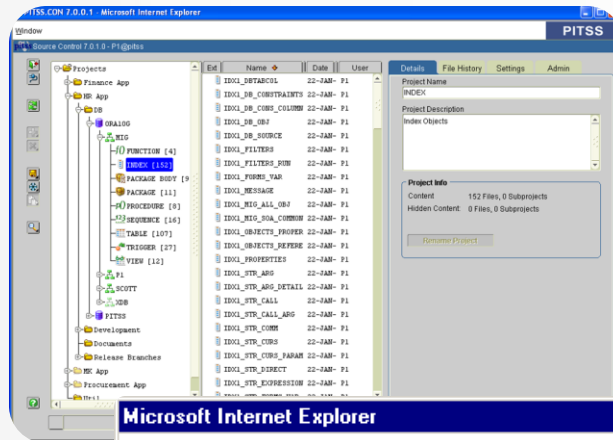 PITSS.CON 7.0.0.1 - Microsoft Internet Explorer
Window
PITSS
Source Control 7.0.1.0 - P1@pitss
Projects
Finance App
HR App
DB
ORA10G
MIG
FUNCTION [4]
INDEX [152]
PACKAGE BODY [9
PACKAGE [11]
PROCEDURE [8]
SEQUENCE [16]
TABLE [107]
TRIGGER [27]
VIEW [12]
P1
SCOTT
XDB
PITSS
Development
Documents
Release Branches
MK App
Procurement App
Util
Ext Name Date User
IDX1_DETABCOL 22-JAN- P1
IDX1_DB_CONSTRAINTS 22-JAN- P1
IDX1_DB_CONS_COLUMN 22-JAN- P1
IDX1_DB_OBJ 22-JAN- P1
IDX1_DB_SOURCE 22-JAN- P1
IDX1_FILTERS 22-JAN- P1
IDX1_FILTERS_RUN 22-JAN- P1
IDX1_FORMS_VAR 22-JAN- P1
IDX1_MESSAGE 22-JAN- P1
IDX1_MIG_ALL_OBJ 22-JAN- P1
IDX1_MIG_SOA_COMMON 22-JAN- P1
IDX1_OBJECTS_PROPER 22-JAN- P1
IDX1_OBJECTS_REFERE 22-JAN- P1
IDX1_PROPERTIES 22-JAN- P1
IDX1_STR_ARG 22-JAN- P1
IDX1_STR_ARG_DETAIL 22-JAN- P1
IDX1_STR_CALL 22-JAN- P1
IDX1_STR_CALL_ARG 22-JAN- P1
IDX1_STR_COMM 22-JAN- P1
IDX1_STR_CURS 22-JAN- P1
IDX1_STR_CURS_PARAM 22-JAN- P1
IDX1_STR_DIRECT 22-JAN- P1
IDX1_STR_EXPRESSION 22-JAN- P1
Details File History Settings Admin
Project Name
INDEX
Project Description
Index Objects
Project Info
Content 152 Files, 0 Subprojects
Hidden Content 0 Files, 0 Subprojects
Rename Project
Microsoft Internet Explorer